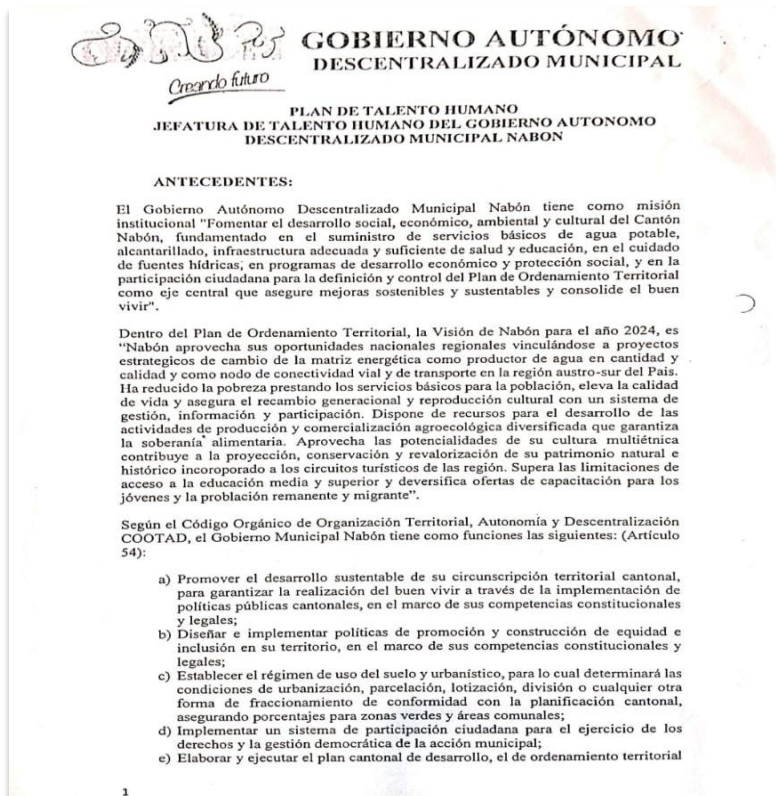 GOBIERNO AUTÓNOMO
DESCENTRALIZADO MUNICIPAL
Creando futuro
PLAN DE TALENTO HUMANO
JEFATURA DE TALENTO HUMANO DEL GOBIERNO AUTONOMO
DESCENTRALIZADO MUNICIPAL NABON
ANTECEDENTES:
El Gobierno Autónomo Descentralizado Municipal Nabón tiene como misión
institucional "Fomentar el desarrollo social, económico, ambiental y cultural del Cantón
Nabón, fundamentado en el suministro de servicios básicos de agua potable,
alcantarillado, infraestructura adecuada y suficiente de salud y educación, en el cuidado
de fuentes hídricas, en programas de desarrollo económico y protección social, y en la
participación ciudadana para la definición y control del Plan de Ordenamiento Territorial
como eje central que asegure mejoras sostenibles y sustentables y consolide el buen
vivir".
Dentro del Plan de Ordenamiento Territorial, la Visión de Nabón para el año 2024, es
"Nabón aprovecha sus oportunidades nacionales regionales vinculándose a proyectos
estrategicos de cambio de la matriz energética como productor de agua en cantidad y
calidad y como nodo de conectividad vial y de transporte en la región austro-sur del Pais.
Ha reducido la pobreza prestando los servicios básicos para la población, eleva la calidad
de vida y asegura el recambio generacional y reproducción cultural con un sistema de
gestión, información y participación. Dispone de recursos para el desarrollo de las
actividades de producción y comercialización agroecológica diversificada que garantiza
la soberanía alimentaria. Aprovecha las potencialidades de su cultura multiétnica
contribuye a la proyección, conservación y revalorización de su patrimonio natural e
histórico incoroporado a los circuitos turísticos de las región. Supera las limitaciones de
acceso a la educación media y superior y deversifica ofertas de capacitación para los
jóvenes y la problación remanente y migrante".
Según el Código Orgánico de Organización Territorial, Autonomía y Descentralización
COOTAD, el Gobierno Municipal Nabón tiene como funciones las siguientes: (Artículo
54):
a) Promover el desarrollo sustentable de su circunscripción territorial cantonal,
para garantizar la realización del buen vivir a través de la implementación de
políticas públicas cantonales, en el marco de sus competencias constitucionales
y legales;
b) Diseñar e implementar políticas de promoción y construcción de equidad e
inclusión en su territorio, en el marco de sus competencias constitucionales y
legales;
c) Establecer el régimen de uso del suelo y urbanístico, para lo cual determinará las
condiciones de urbanización, parcelación, lotización, división o cualquier otra
forma de fraccionamiento de conformidad con la planificación cantonal,
asegurando porcentajes para zonas verdes y áreas comunales;
d) Implementar un sistema de participación ciudadana para el ejercicio de los
derechos y la gestión democrática de la acción municipal;
e) Elaborar y ejecutar el plan cantonal de desarrollo, el de ordenamiento territorial
1